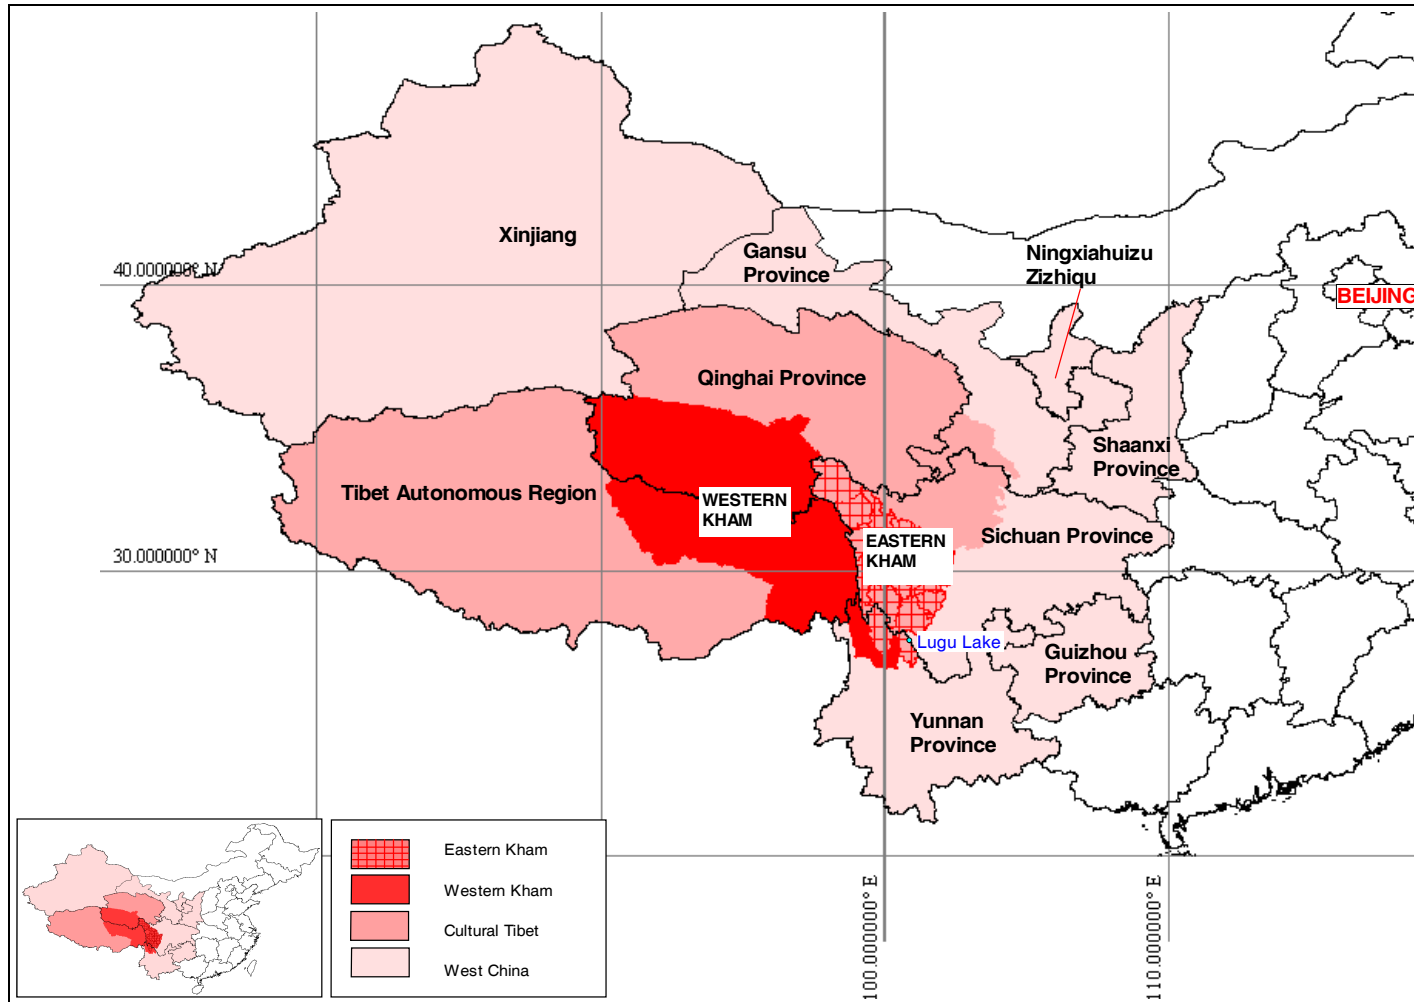 Xinjiang
Gansu
Province
Ningxiahuizu
Zizhiqu
40.000000° N
BEIJING
Qinghai Province
Shaanxi
Province
Tibet Autonomous Region
WESTERN
KHAM
EASTERN
KHAM
Sichuan Province
30.000000° N
Lugu Lake
Guizhou
Province
Yunnan
Province
Eastern Kham
Western Kham
Cultural Tibet
West China
100.000000° E
110.000000° E